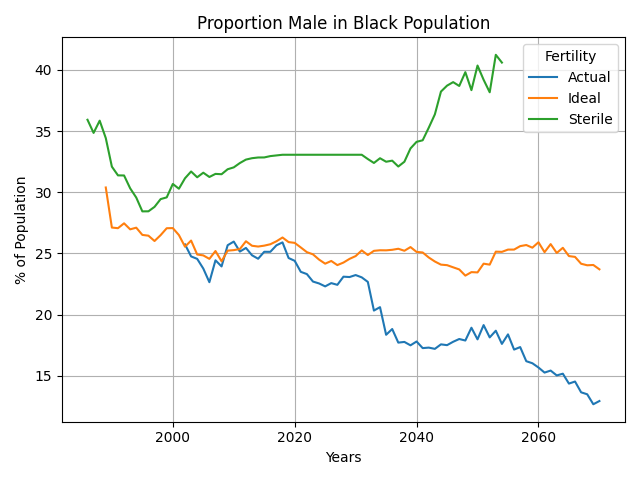 Proportion Male in Black Population
% of Population
40
35
30
25
20
15
2000 2020 2040 2060
Years
Fertility
Actual
Ideal
Sterile